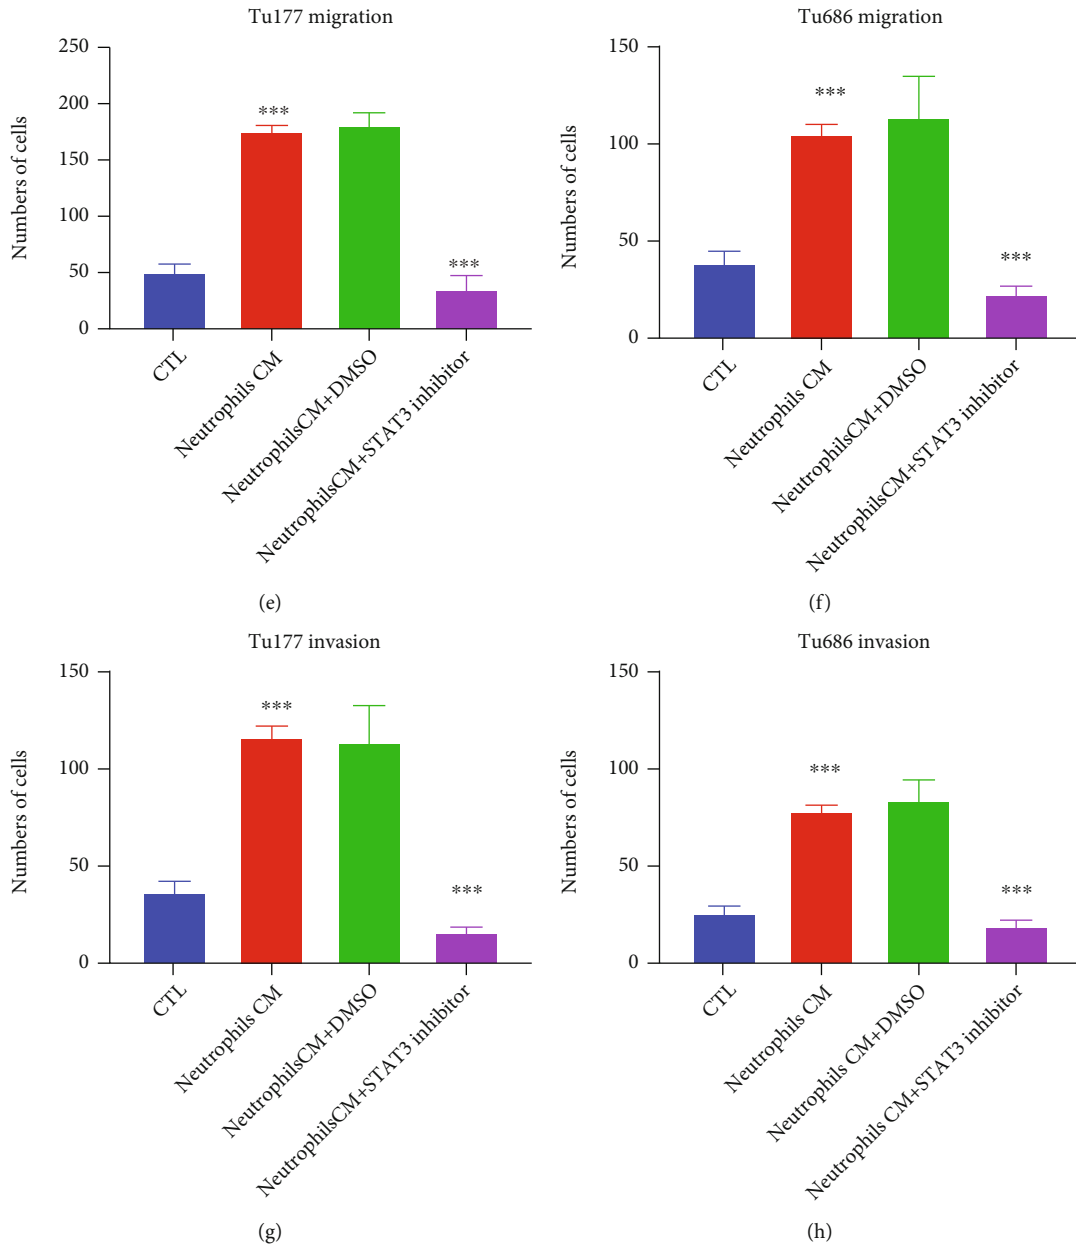 Tu177 migration
Numbers of cells
250
200
150
100
50
0
***
***
CTL
Neutrophils CM
NeutrophilsCM+DMSO
NeutrophilsCM+STAT3 inhibitor
(e)
Tu686 migration
Numbers of cells
150
100
50
0
***
***
CTL
Neutrophils CM
NeutrophilsCM+DMSO
NeutrophilsCM+STAT3 inhibitor
(f)
Tu177 invasion
Numbers of cells
150
100
50
0
***
***
CTL
Neutrophils CM
NeutrophilsCM+DMSO
NeutrophilsCM+STAT3 inhibitor
(g)
Tu686 invasion
Numbers of cells
150
100
50
0
***
***
CTL
Neutrophils CM
Neutrophils CM+DMSO
Neutrophils CM+STAT3 inhibitor
(h)